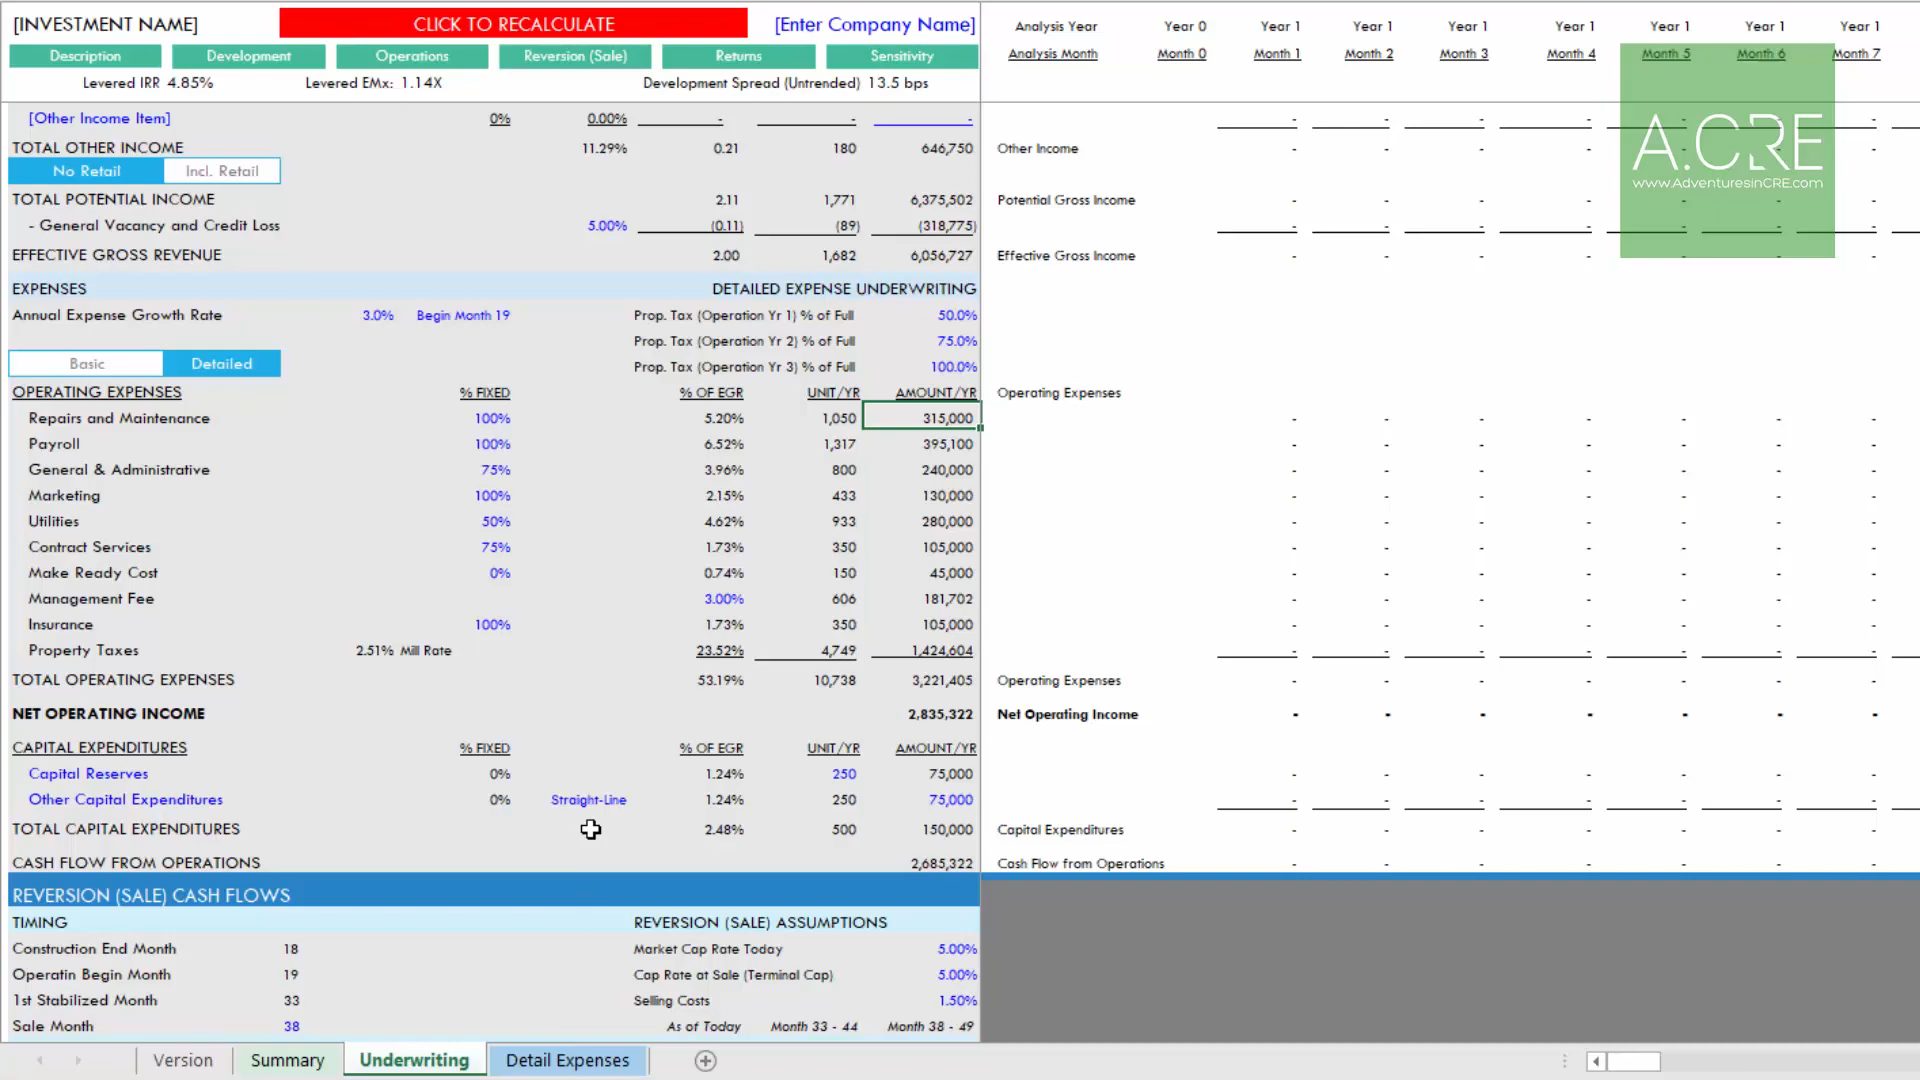 [INVESTMENT NAME] CLICK TO RECALCULATE [Enter Company Name] Analysis Year Year 0 Year 1 Year 1 Year 1 Year 1 Year 1 Year 1 Year 1
Description Development Operations Reversion (Sale) Returns Sensitivity Analysis Month Month 0 Month 1 Month 2 Month 3 Month 4 Month 5 Month 6 Month 7
Levered IRR 4.85% Levered EMx: 1.14X Development Spread (Untrended) 13.5 bps
[Other Income Item] 0% 0.00% - - - - - - - - - -
TOTAL OTHER INCOME 11.29% 0.21 180 646,750 Other Income - - - - - - -
A.CRE
www.AdventuresinCRE.com
No Retail Incl. Retail
TOTAL POTENTIAL INCOME 2.11 1,771 6,375,502 Potential Gross Income - - - - - - -
- General Vacancy and Credit Loss 5.00% (0.11) (89) (318,775) - - - - - - -
EFFECTIVE GROSS REVENUE 2.00 1,682 6,056,727 Effective Gross Income - - - - - - -
EXPENSES DETAILED EXPENSE UNDERWRITING
Annual Expense Growth Rate 3.0% Begin Month 19 Prop. Tax (Operation Yr 1) % of Full 50.0%
Prop. Tax (Operation Yr 2) % of Full 75.0%
Basic Detailed Prop. Tax (Operation Yr 3) % of Full 100.0%
OPERATING EXPENSES % FIXED % OF EGR UNIT/YR AMOUNT/YR Operating Expenses
Repairs and Maintenance 100% 5.20% 1,050 315,000 - - - - - - -
Payroll 100% 6.52% 1,317 395,100 - - - - - - -
General & Administrative 75% 3.96% 800 240,000 - - - - - - -
Marketing 100% 2.15% 433 130,000 - - - - - - -
Utilities 50% 4.62% 933 280,000 - - - - - - -
Contract Services 75% 1.73% 350 105,000 - - - - - - -
Make Ready Cost 0% 0.74% 150 45,000 - - - - - - -
Management Fee 3.00% 606 181,702 - - - - - - -
Insurance 100% 1.73% 350 105,000 - - - - - - -
Property Taxes 2.51% Mill Rate 23.52% 4,749 1,424,604 - - - - - - -
TOTAL OPERATING EXPENSES 53.19% 10,738 3,221,405 Operating Expenses - - - - - - -
NET OPERATING INCOME 2,835,322 Net Operating Income - - - - - - -
CAPITAL EXPENDITURES % FIXED % OF EGR UNIT/YR AMOUNT/YR
Capital Reserves 0% 1.24% 250 75,000 - - - - - - -
Other Capital Expenditures 0% Straight-Line 1.24% 250 75,000 - - - - - - -
TOTAL CAPITAL EXPENDITURES 2.48% 500 150,000 Capital Expenditures - - - - - - -
CASH FLOW FROM OPERATIONS 2,685,322 Cash Flow from Operations - - - - - - -
REVERSION (SALE) CASH FLOWS
TIMING REVERSION (SALE) ASSUMPTIONS
Construction End Month 18 Market Cap Rate Today 5.00%
Operatin Begin Month 19 Cap Rate at Sale (Terminal Cap) 5.00%
1st Stabilized Month 33 Selling Costs 1.50%
Sale Month 38 As of Today Month 33 - 44 Month 38 - 49
Version Summary Underwriting Detail Expenses